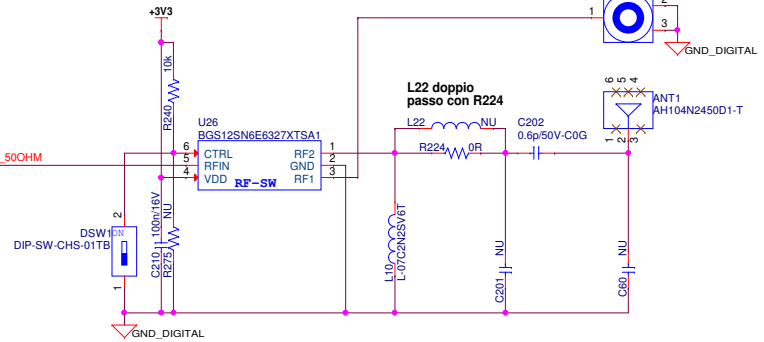 +3V3
1
2
3
GND_DIGITAL
10k
R240
L22 doppio
passo con R224
6
5
4
ANT1
AH104N2450D1-T
U26
BGS12SN6E6327XTSA1
L22
NU
C202
0.6p/50V-C0G
1
2
3
_50OHM
6
CTRL
RF2
1
5
RFIN
GND
2
4
VDD
RF1
3
RF-SW
R224
0R
2
DSW1
ON
DIP-SW-CHS-01TB
1
100n/16V
C210
NU
R275
L10
L-07C2N2SV6T
NU
C201
NU
C60
GND_DIGITAL